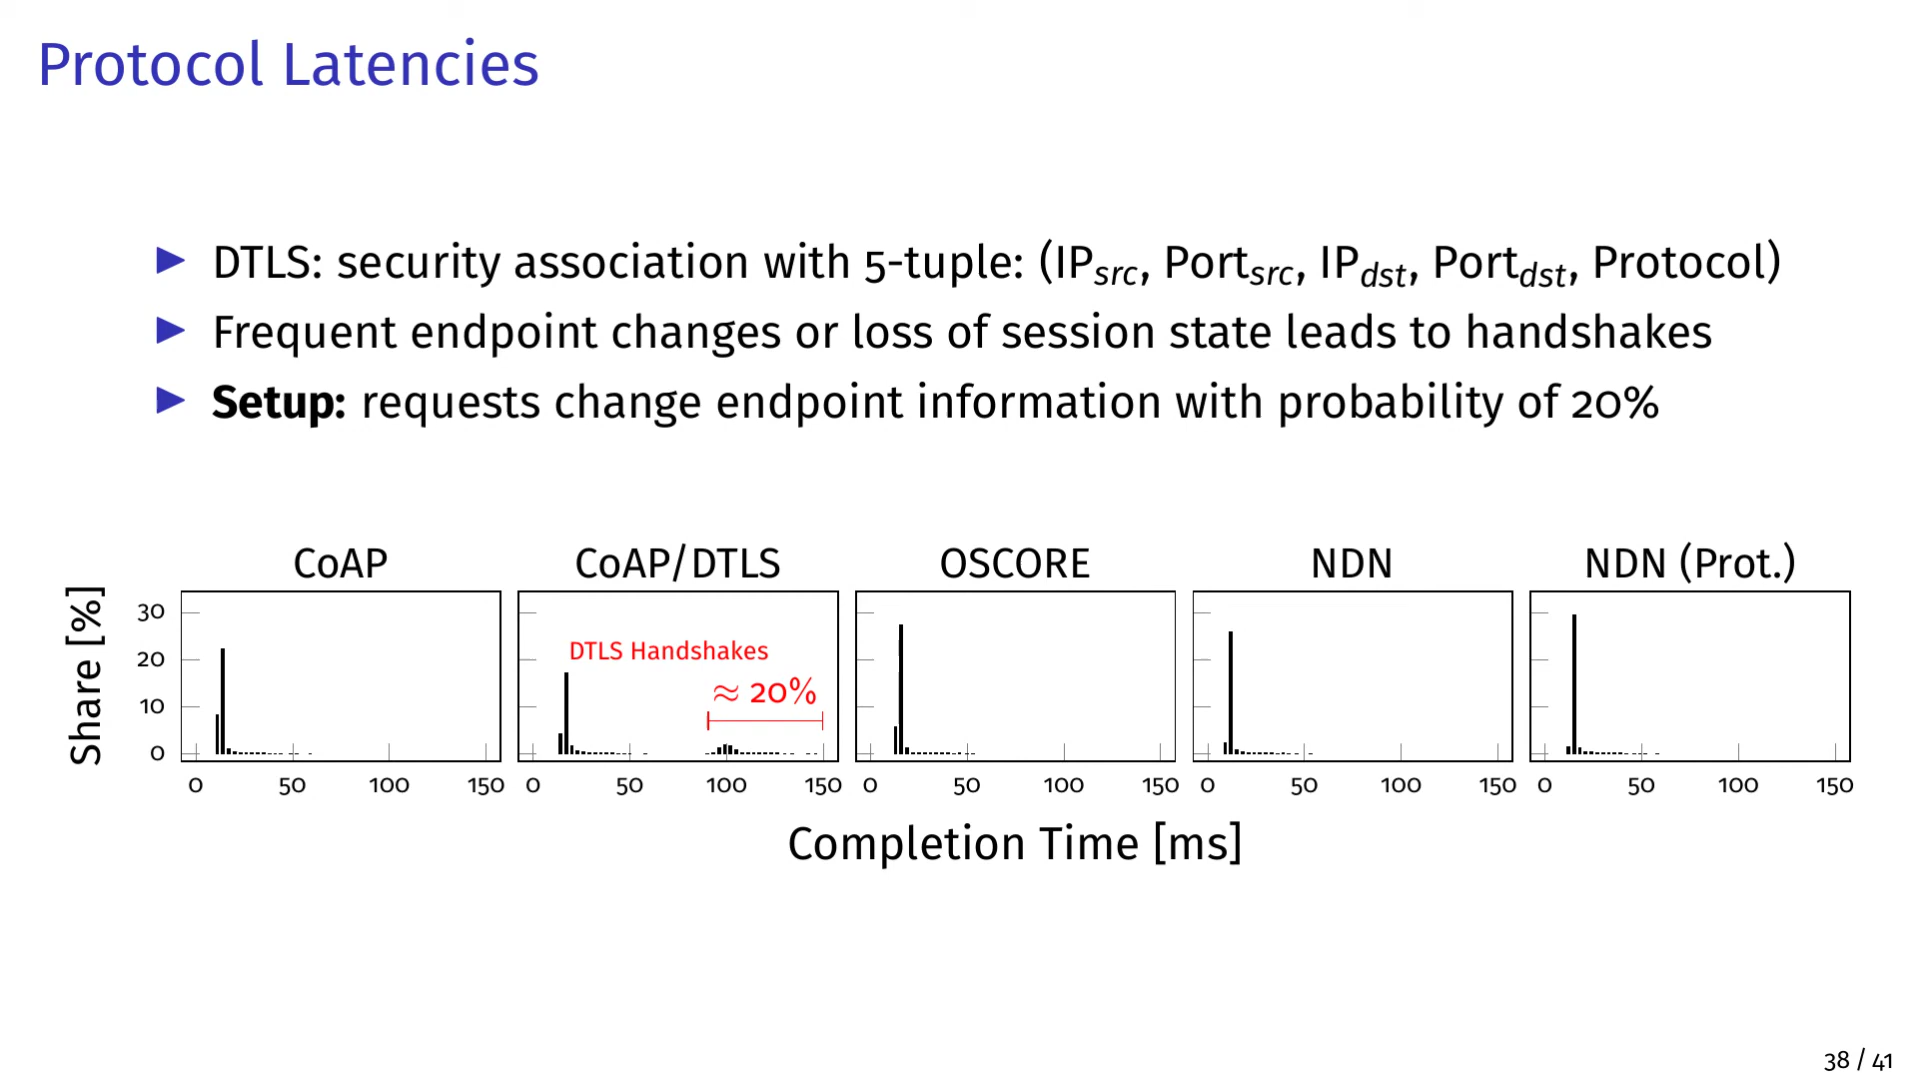 Protocol Latencies
▶ DTLS: security association with 5-tuple: (IPsrc, Portsrc, IPdst, Portdst, Protocol)
▶ Frequent endpoint changes or loss of session state leads to handshakes
▶ Setup: requests change endpoint information with probability of 20%
CoAP CoAP/DTLS OSCORE NDN NDN (Prot.)
Share [%]
30
20
10
0
DTLS Handshakes
≈ 20%
0 50 100 150 0 50 100 150 0 50 100 150 0 50 100 150 0 50 100 150
Completion Time [ms]
38 / 41